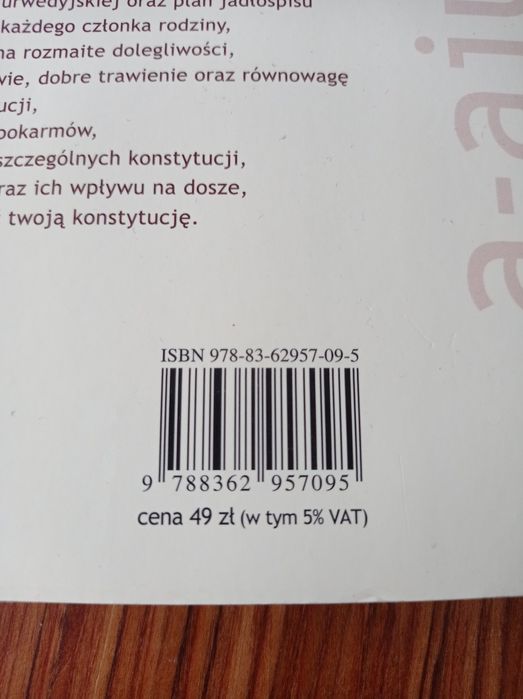 urwedyjskiej oraz plan jadłospisu
każdego członka rodziny,
na rozmaite dolegliwości,
wie, dobre trawienie oraz równowagę
ucji,
pokarmów,
szczególnych konstytucji,
raz ich wpływu na dosze,
twoją konstytucję.
a-aju
ISBN 978-83-62957-09-5
9 788362 957095
cena 49 zł (w tym 5% VAT)